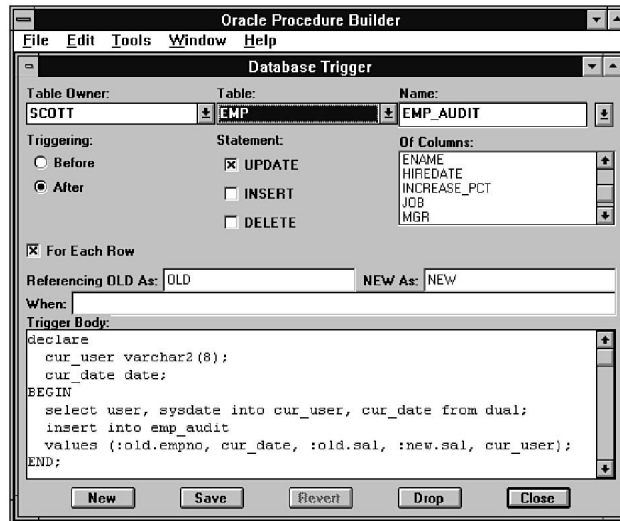 Oracle Procedure Builder
File Edit Tools Window Help
Database Trigger
Table Owner: Table: Name:
SCOTT EMP EMP_AUDIT
Triggering: Statement: Of Columns:
Before UPDATE ENAME
HIREDATE
After INSERT INCREASE_PCT
JOB
DELETE MGR
For Each Row
Referencing OLD As: OLD NEW As: NEW
When:
Trigger Body:
declare
  cur_user varchar2(8);
  cur_date date;
BEGIN
  select user, sysdate into cur_user, cur_date from dual;
  insert into emp_audit
  values (:old.empno, cur_date, :old.sal, :new.sal, cur_user);
END;
New Save Revert Drop Close